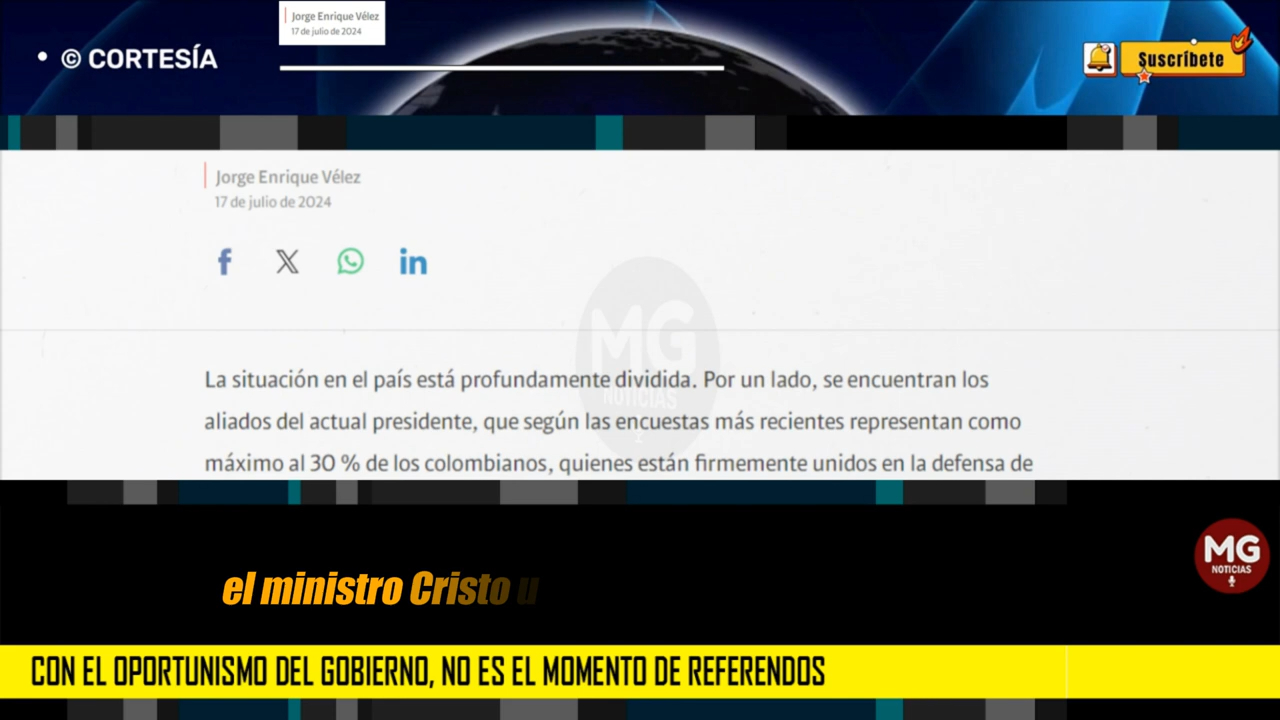 Jorge Enrique Vélez
17 de julio de 2024
• © CORTESÍA
Suscríbete
Jorge Enrique Vélez
17 de julio de 2024
f X in
MG
NOTICIAS
La situación en el país está profundamente dividida. Por un lado, se encuentran los
aliados del actual presidente, que según las encuestas más recientes representan como
máximo al 30 % de los colombianos, quienes están firmemente unidos en la defensa de
MG
NOTICIAS
el ministro Cristo u
CON EL OPORTUNISMO DEL GOBIERNO, NO ES EL MOMENTO DE REFERENDOS